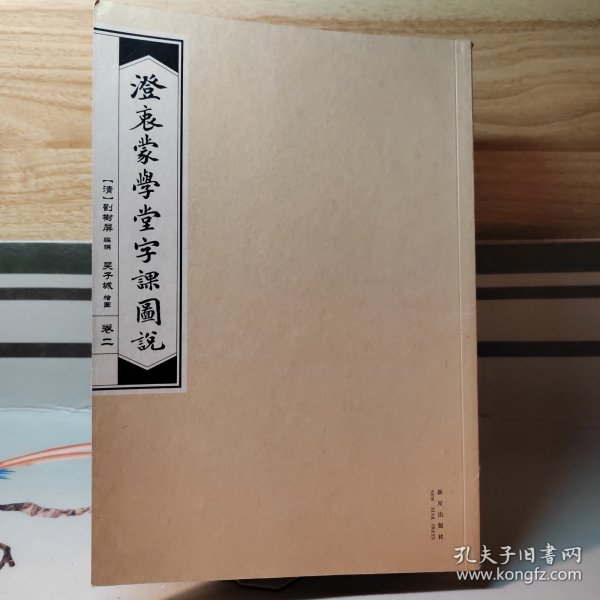 澄衷蒙學堂字課圖說
【清】劉樹屏 編撰 吴子城 繪圖 卷二
新星出版社
NEW STAR PRESS
孔夫子旧书网
www.kongfz.com